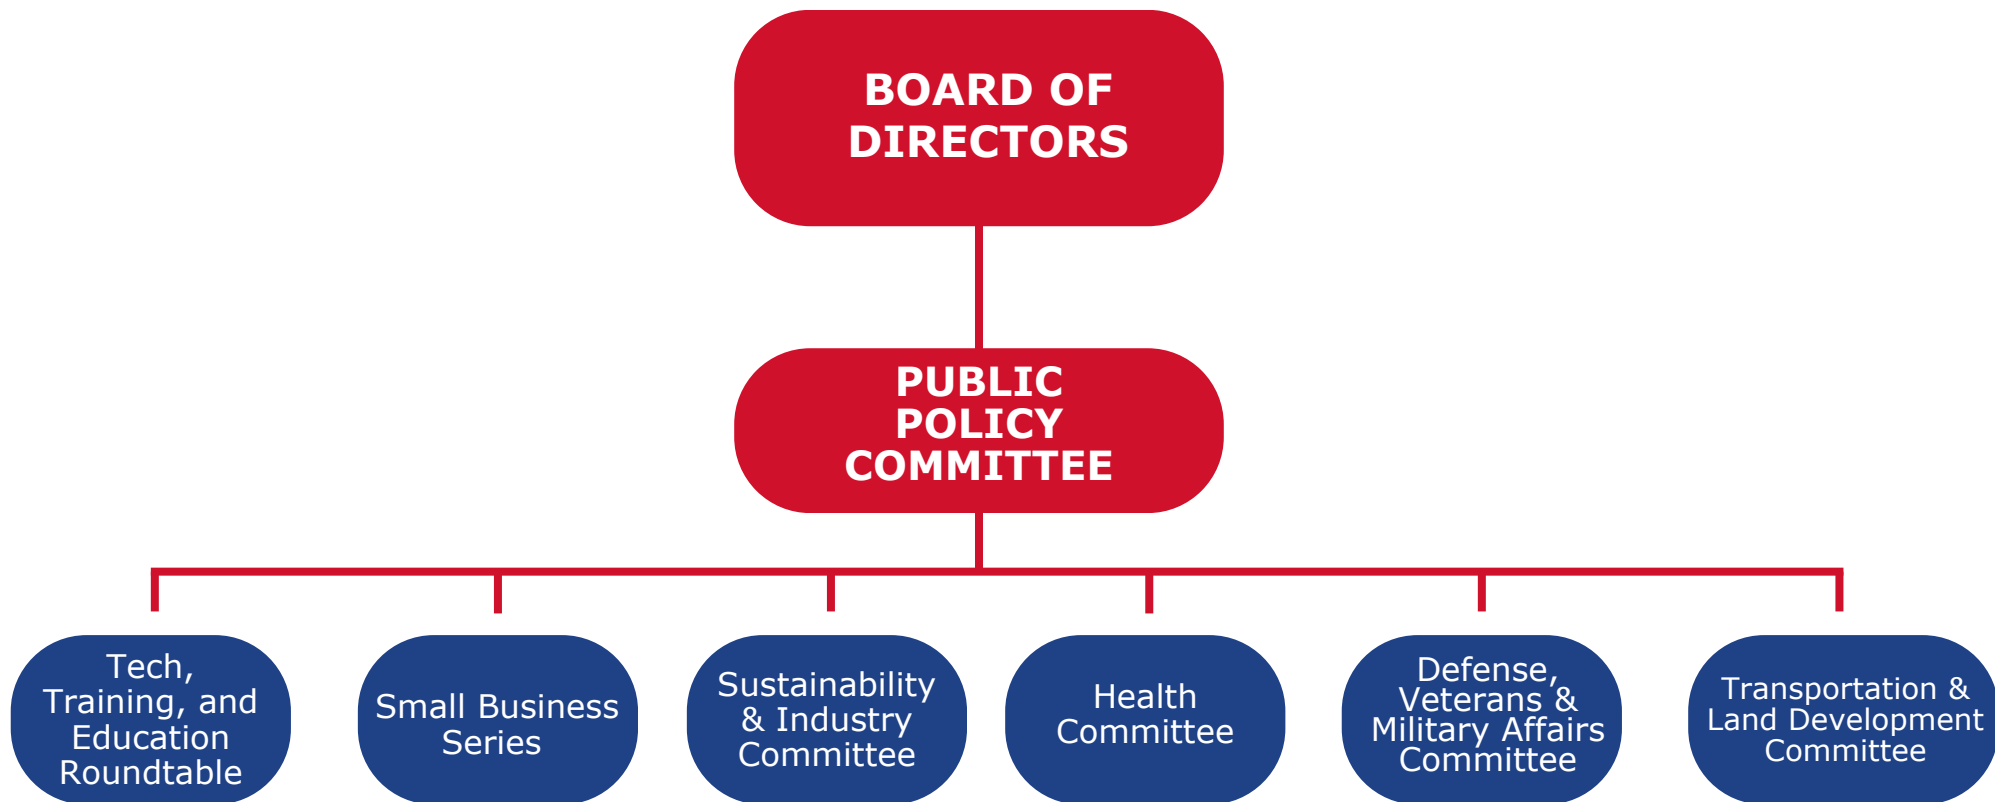 BOARD OF
DIRECTORS
PUBLIC
POLICY
COMMITTEE
Tech,
Training, and
Education
Roundtable
Small Business
Series
Sustainability
& Industry
Committee
Health
Committee
Defense,
Veterans &
Military Affairs
Committee
Transportation &
Land Development
Committee